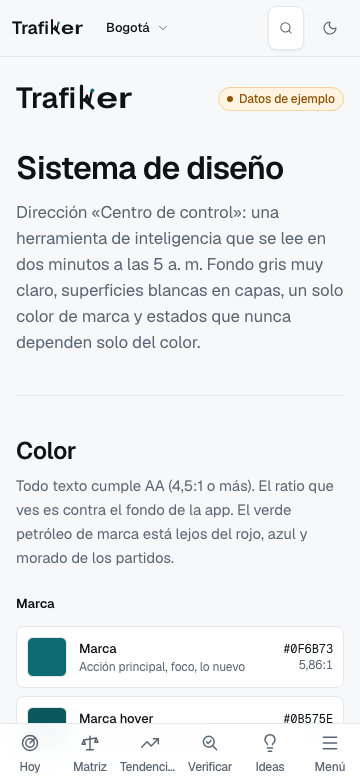 Trafiker
Bogotá
Trafiker
Datos de ejemplo
Sistema de diseño
Dirección «Centro de control»: una
herramienta de inteligencia que se lee en
dos minutos a las 5 a. m. Fondo gris muy
claro, superficies blancas en capas, un solo
color de marca y estados que nunca
dependen solo del color.
Color
Todo texto cumple AA (4,5:1 o más). El ratio que
ves es contra el fondo de la app. El verde
petróleo de marca está lejos del rojo, azul y
morado de los partidos.
Marca
Marca
#0F6B73
Acción principal, foco, lo nuevo
5,86:1
Marca hover
#0B575E
Hoy
Matriz
Tendenci...
Verificar
Ideas
Menú